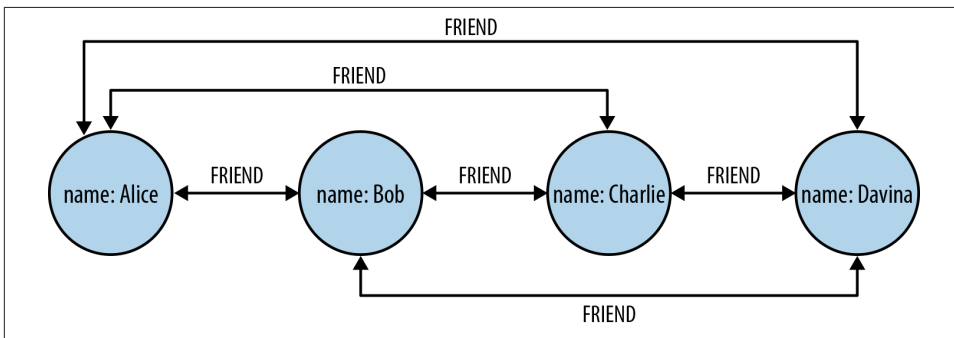 FRIEND
FRIEND
FRIEND
FRIEND
FRIEND
name: Alice
name: Bob
name: Charlie
name: Davina
FRIEND